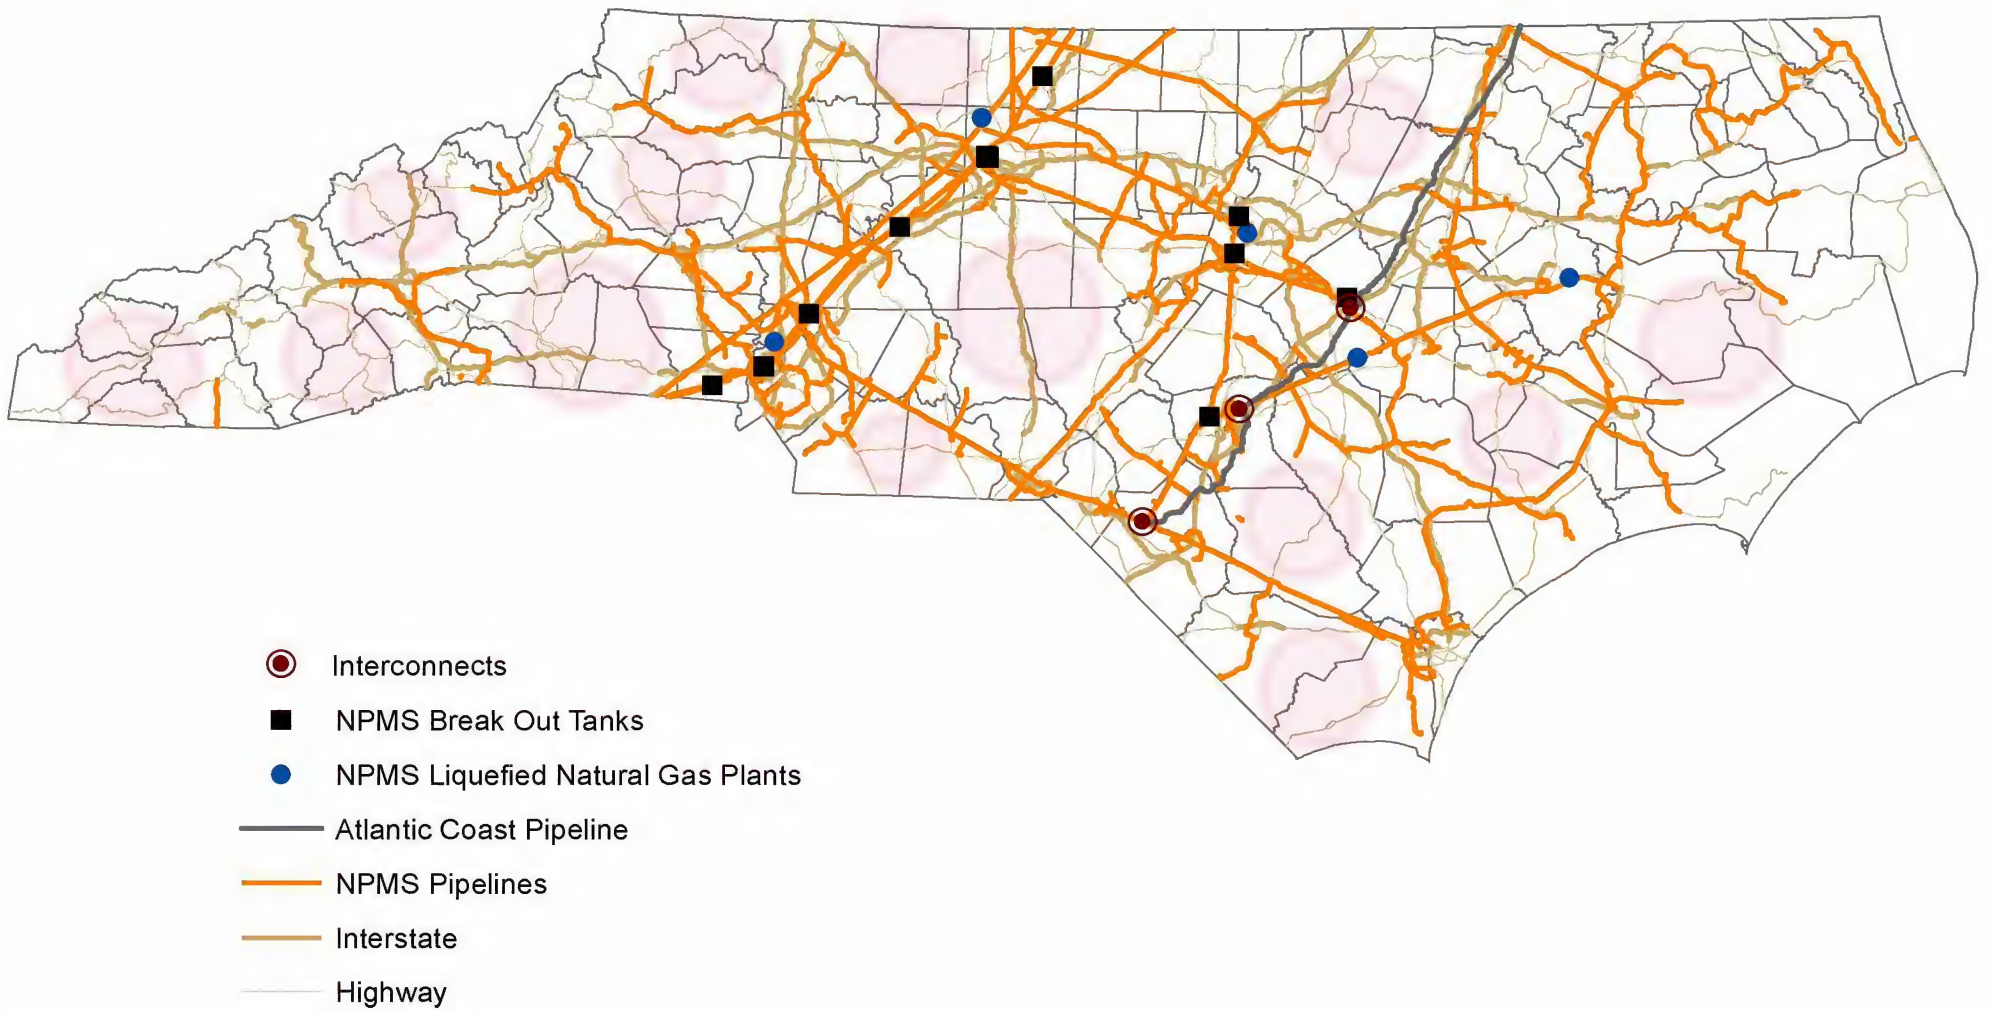 Interconnects
NPMS Break Out Tanks
NPMS Liquefied Natural Gas Plants
Atlantic Coast Pipeline
NPMS Pipelines
Interstate
Highway